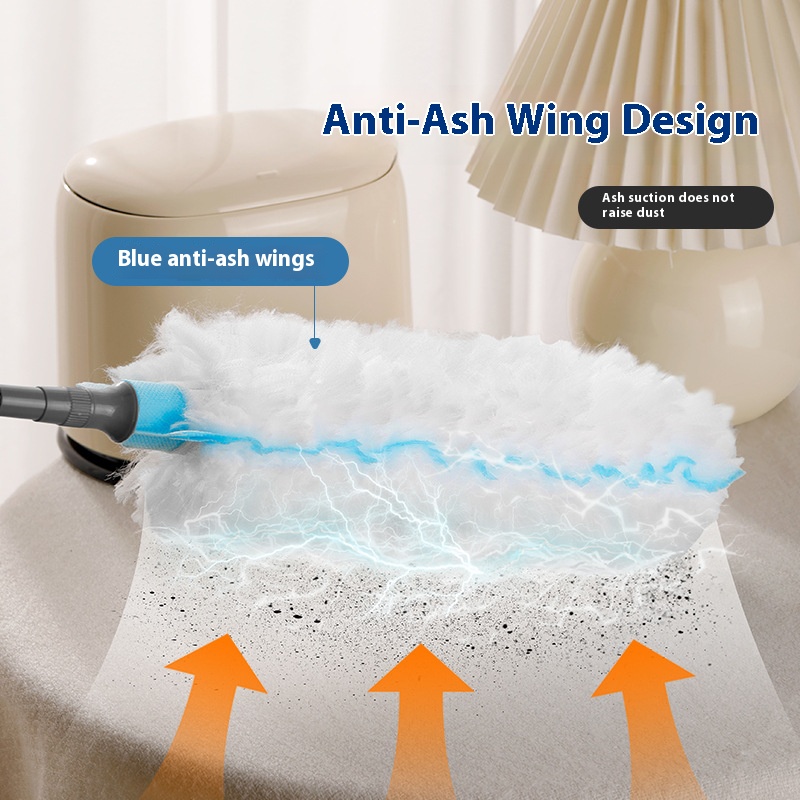 Anti-Ash Wing Design
Ash suction does not
raise dust
Blue anti-ash wings